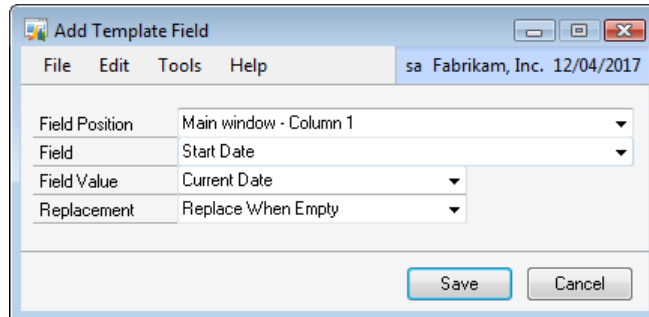 Add Template Field
File Edit Tools Help sa Fabrikam, Inc. 12/04/2017
Field Position Main window - Column 1
Field Start Date
Field Value Current Date
Replacement Replace When Empty
Save Cancel